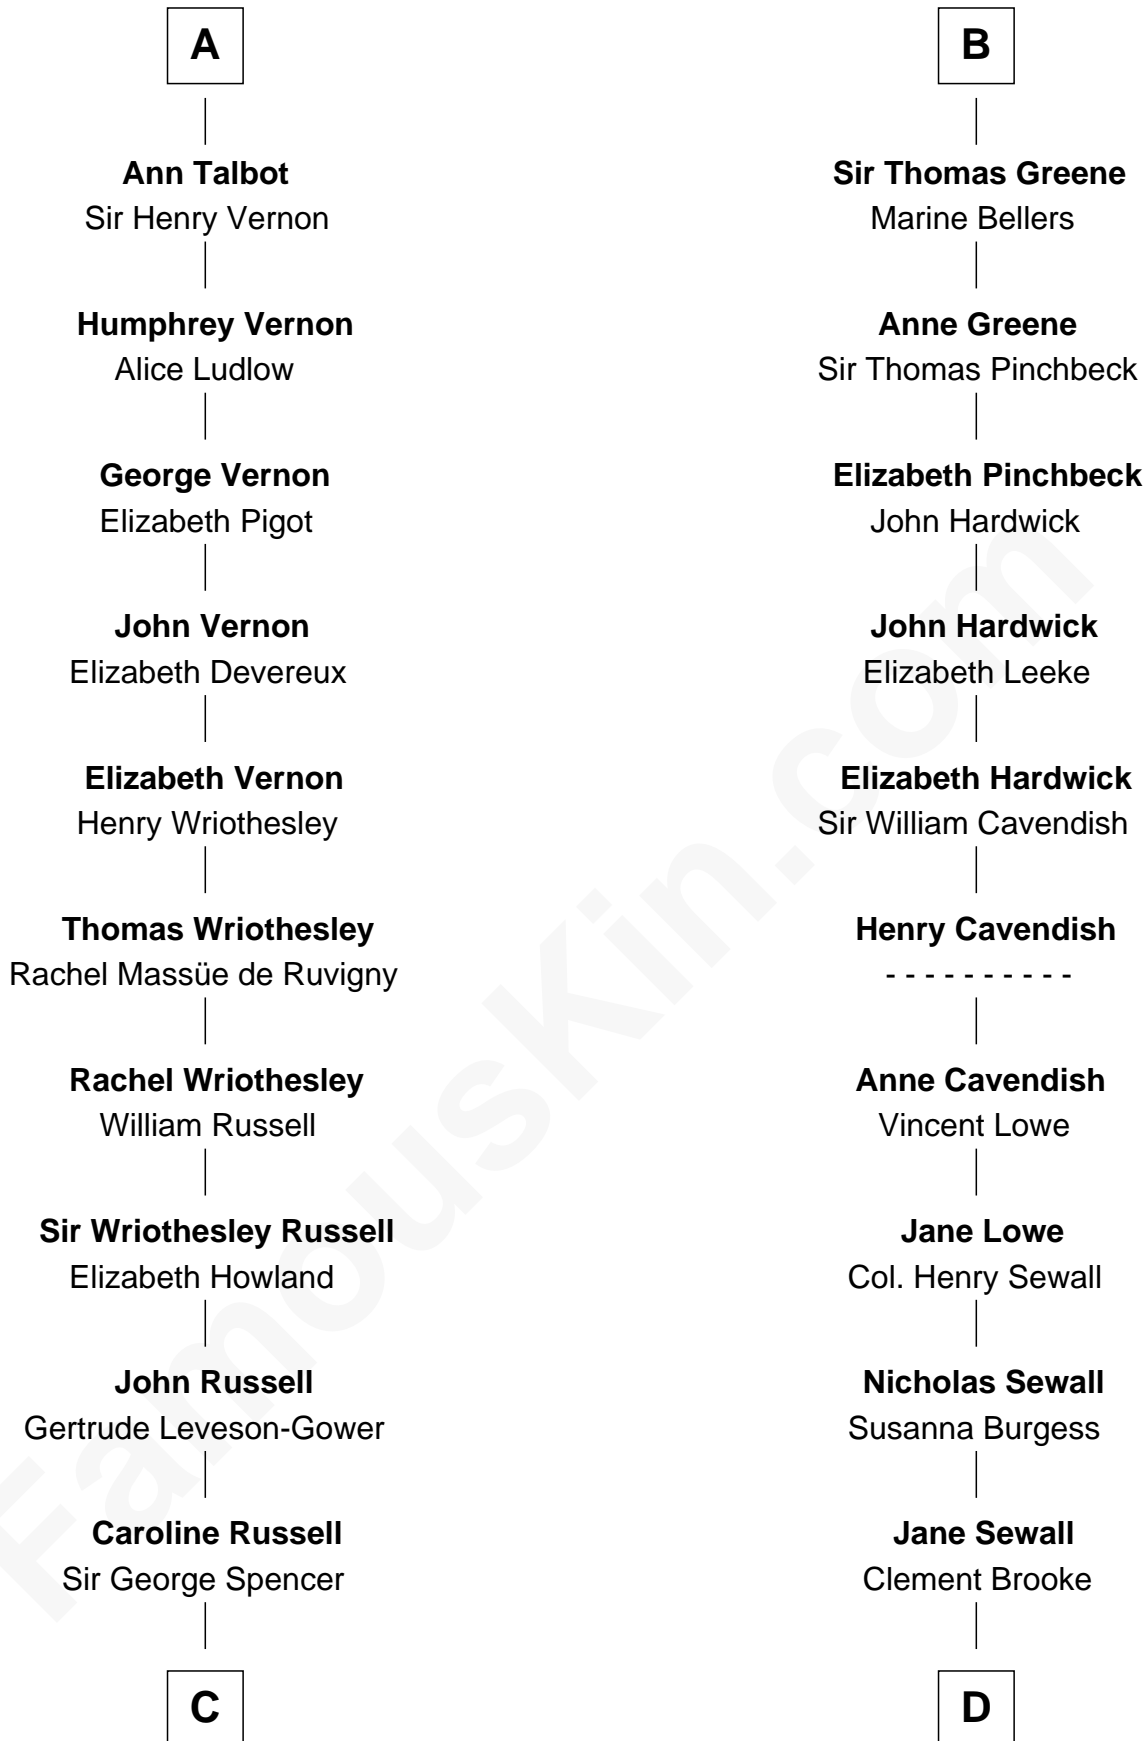 A
Ann Talbot
Sir Henry Vernon
Humphrey Vernon
Alice Ludlow
George Vernon
Elizabeth Pigot
John Vernon
Elizabeth Devereux
Elizabeth Vernon
Henry Wriothesley
Thomas Wriothesley
Rachel Massüe de Ruvigny
Rachel Wriothesley
William Russell
Sir Wriothesley Russell
Elizabeth Howland
John Russell
Gertrude Leveson-Gower
Caroline Russell
Sir George Spencer
C
B
Sir Thomas Greene
Marine Bellers
Anne Greene
Sir Thomas Pinchbeck
Elizabeth Pinchbeck
John Hardwick
John Hardwick
Elizabeth Leeke
Elizabeth Hardwick
Sir William Cavendish
Henry Cavendish
- - - - - - - - - -
Anne Cavendish
Vincent Lowe
Jane Lowe
Col. Henry Sewall
Nicholas Sewall
Susanna Burgess
Jane Sewall
Clement Brooke
D
FamousKin.com